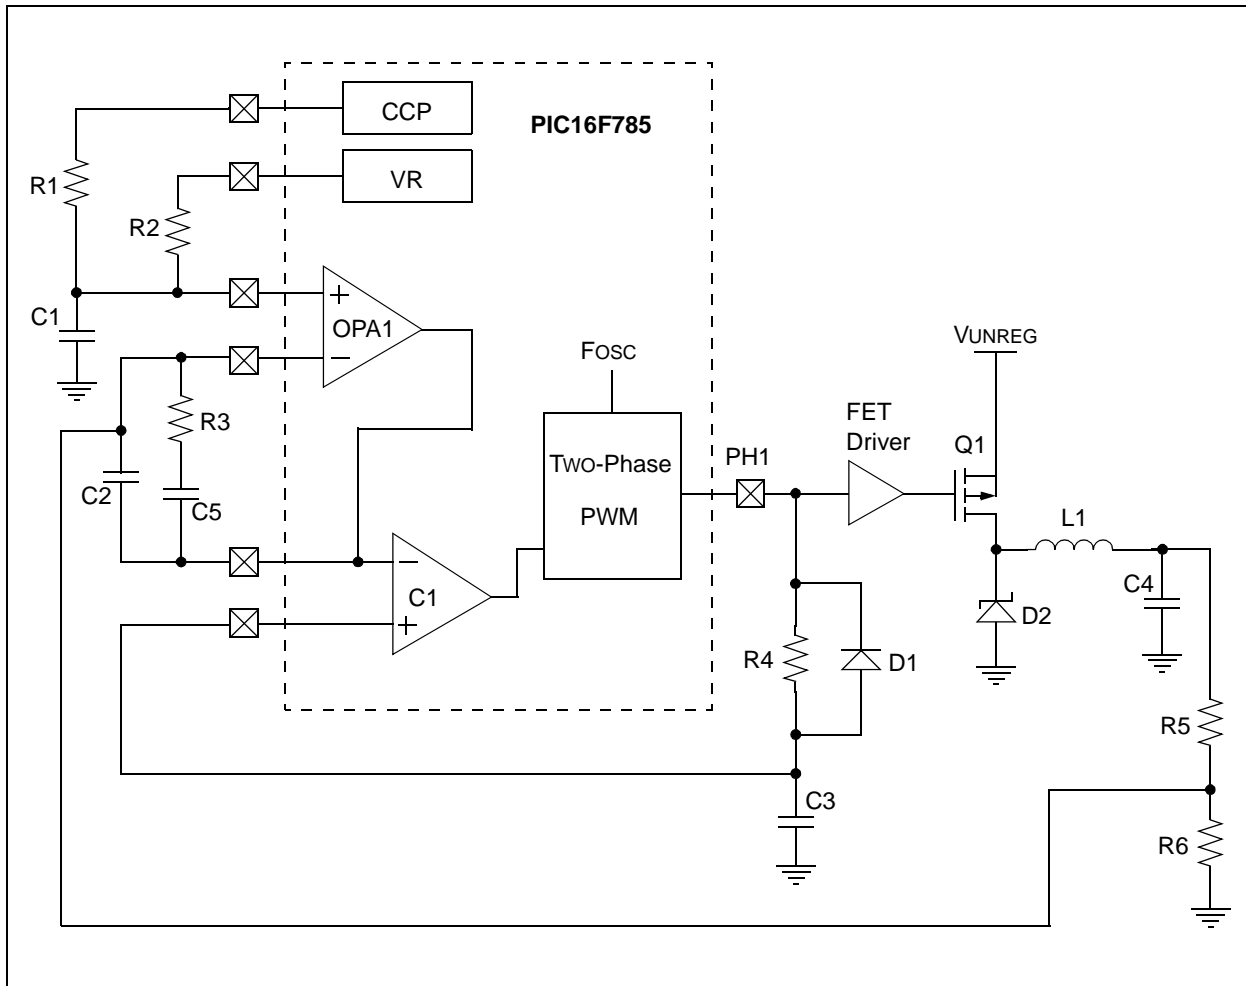 CCP
PIC16F785
VR
R1
R2
C1
+
OPA1
−
R3
C2
C5
FOSC
TWO-Phase
PWM
PH1
FET
Driver
VUNREG
Q1
L1
C4
D2
−
C1
+
R4
D1
R5
C3
R6